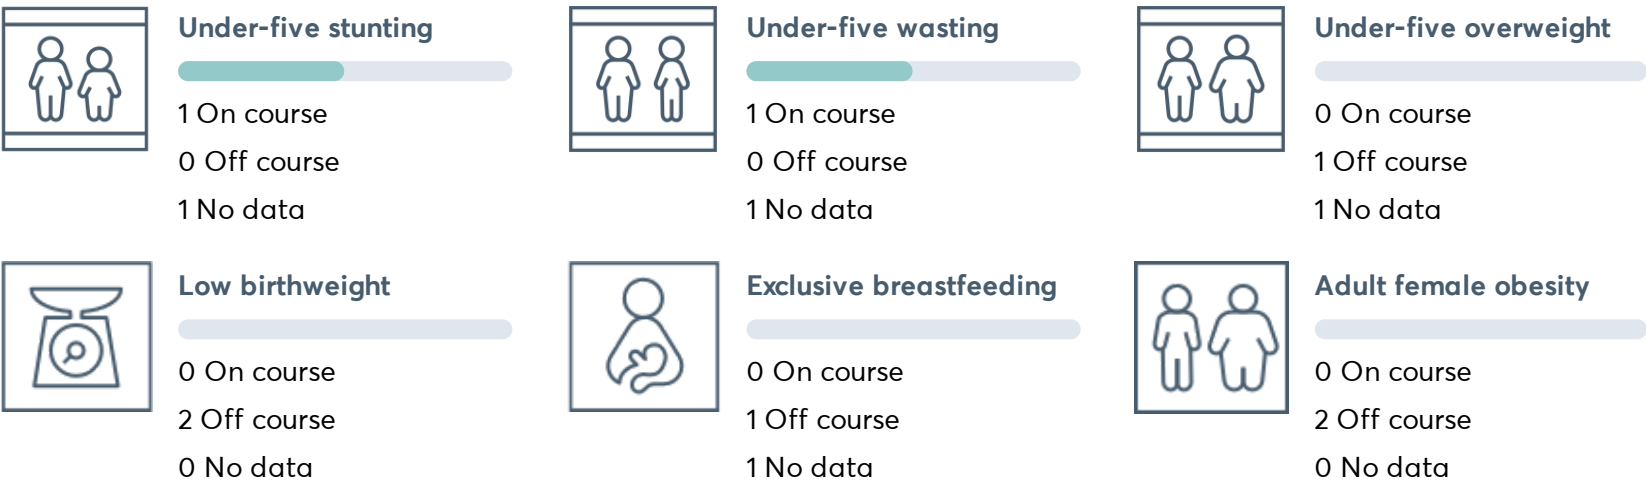 Under-five stunting
1 On course
0 Off course
1 No data
Under-five wasting
1 On course
0 Off course
1 No data
Under-five overweight
0 On course
1 Off course
1 No data
Low birthweight
0 On course
2 Off course
0 No data
Exclusive breastfeeding
0 On course
1 Off course
1 No data
Adult female obesity
0 On course
2 Off course
0 No data